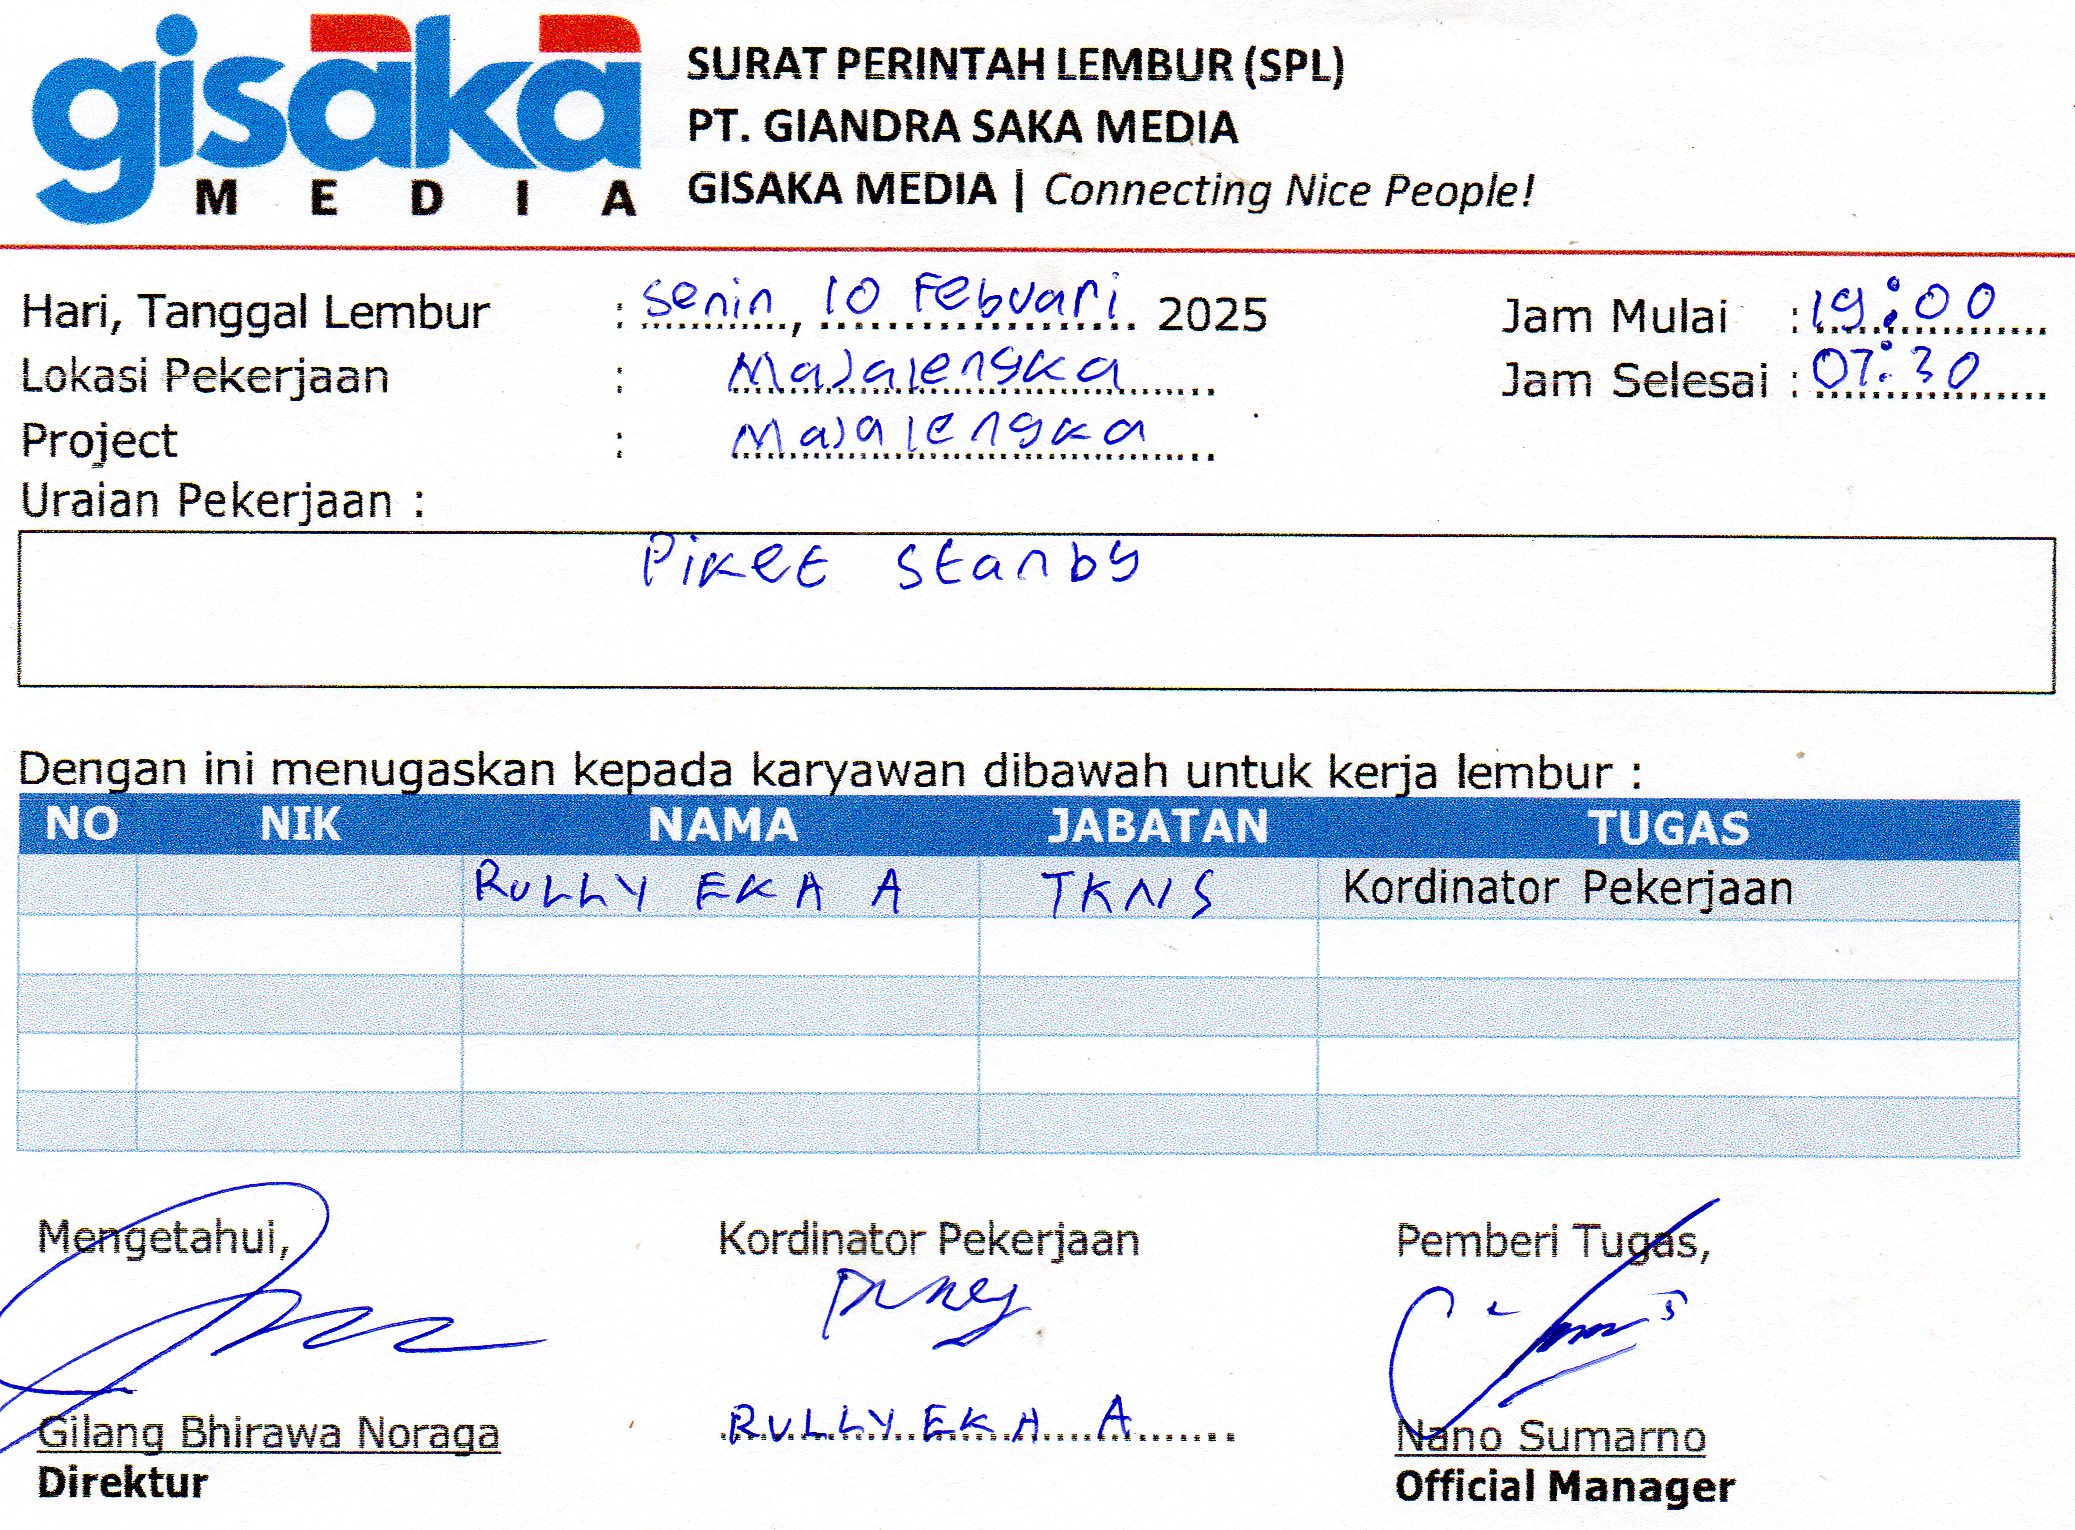 gisaka
MEDIA
SURAT PERINTAH LEMBUR (SPL)
PT. GIANDRA SAKA MEDIA
GISAKA MEDIA | Connecting Nice People!
Hari, Tanggal Lembur : Senin, 10 Febuari 2025 Jam Mulai : 19:00
Lokasi Pekerjaan : Majalengka Jam Selesai : 07:30
Project : Majalengka
Uraian Pekerjaan :
Piket Stanby
Dengan ini menugaskan kepada karyawan dibawah untuk kerja lembur :
NO NIK NAMA JABATAN TUGAS
RULLY EKA A TKNS Kordinator Pekerjaan
Mengetahui, Kordinator Pekerjaan Pemberi Tugas,
Gilang Bhirawa Noraga RULLY EKA A Nano Sumarno
Direktur Official Manager